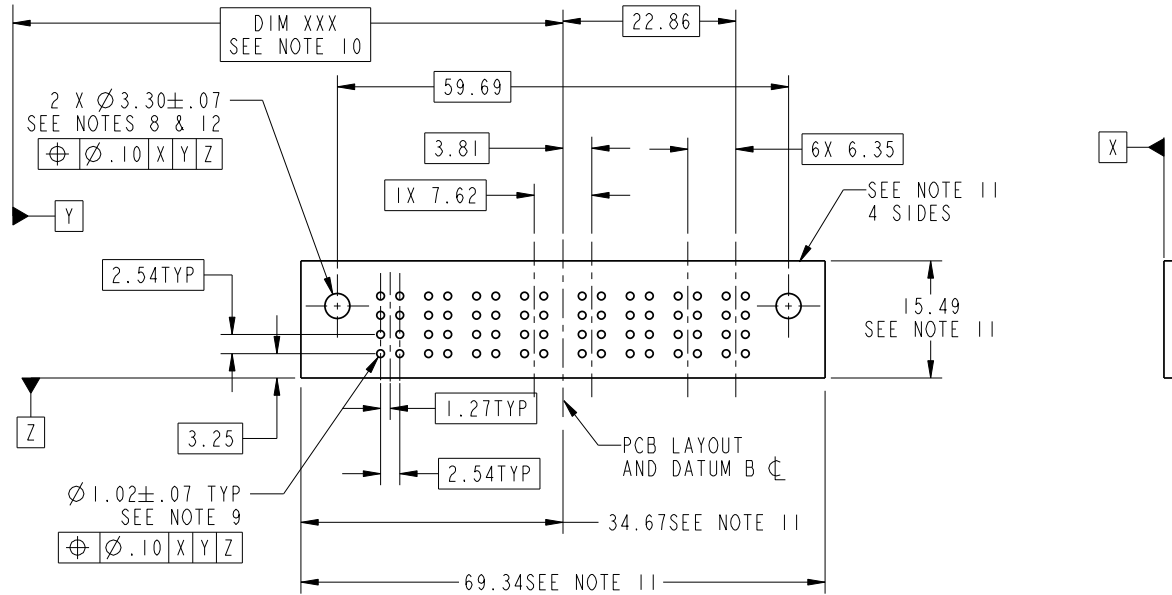 DIM XXX
SEE NOTE 10
22.86
59.69
2 X Ø3.30±.07
SEE NOTES 8 & 12
⌖ Ø.10 X Y Z
3.81
6X 6.35
X
1X 7.62
SEE NOTE 11
4 SIDES
Y
2.54TYP
15.49
SEE NOTE 11
Z
3.25
1.27TYP
PCB LAYOUT
AND DATUM B ℄
2.54TYP
Ø1.02±.07 TYP
SEE NOTE 9
⌖ Ø.10 X Y Z
34.67SEE NOTE 11
69.34SEE NOTE 11